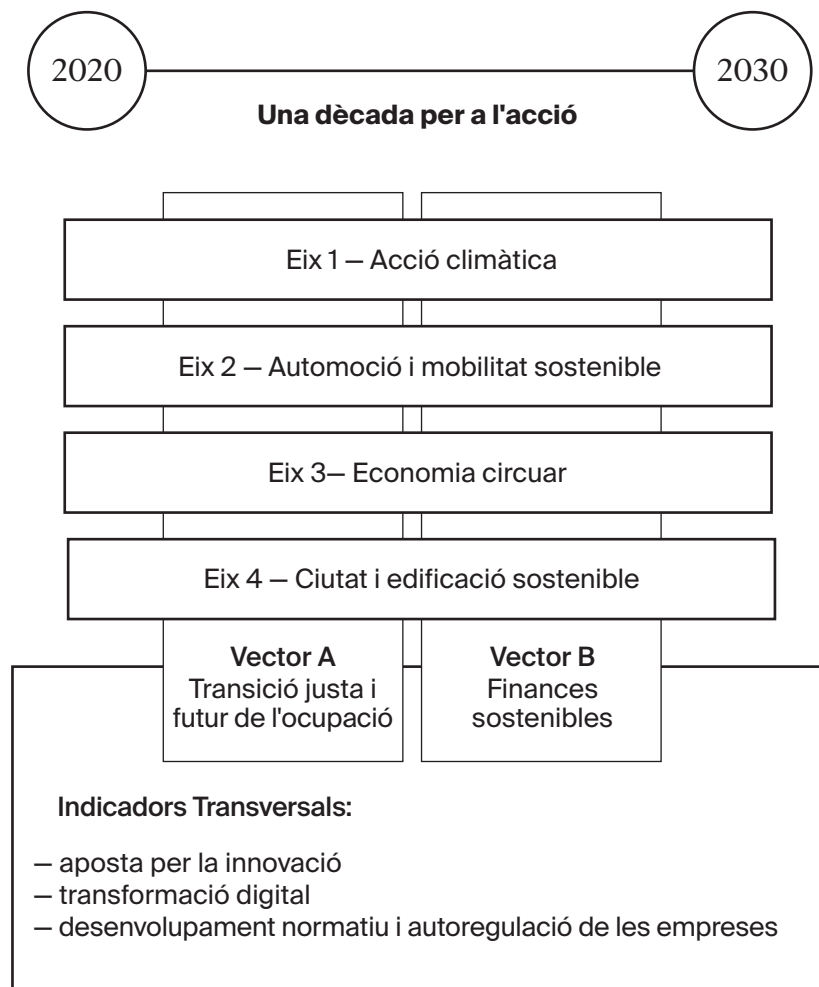 2020
2030
Una dècada per a l'acció
Eix 1 — Acció climàtica
Eix 2 — Automoció i mobilitat sostenible
Eix 3— Economia circuar
Eix 4 — Ciutat i edificació sostenible
Vector A
Transició justa i
futur de l'ocupació
Vector B
Finances
sostenibles
Indicadors Transversals:
— aposta per la innovació
— transformació digital
— desenvolupament normatiu i autoregulació de les empreses